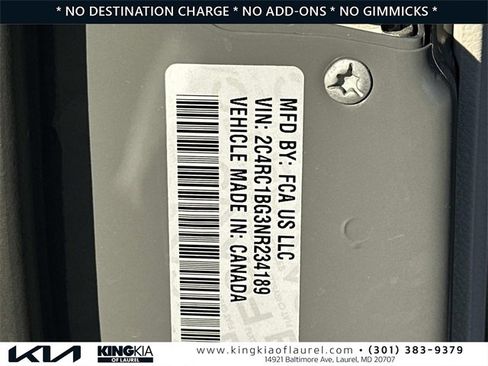 * NO DESTINATION CHARGE * NO ADD-ONS * NO GIMMICKS *
MFD BY: FCA US LLC
VIN: 2C4RC1BG3NR234189
VEHICLE MADE IN: CANADA
KIA KING KIA OF LAUREL www.kingkiaoflaurel.com • (301) 383-9379
14921 Baltimore Ave, Laurel, MD 20707